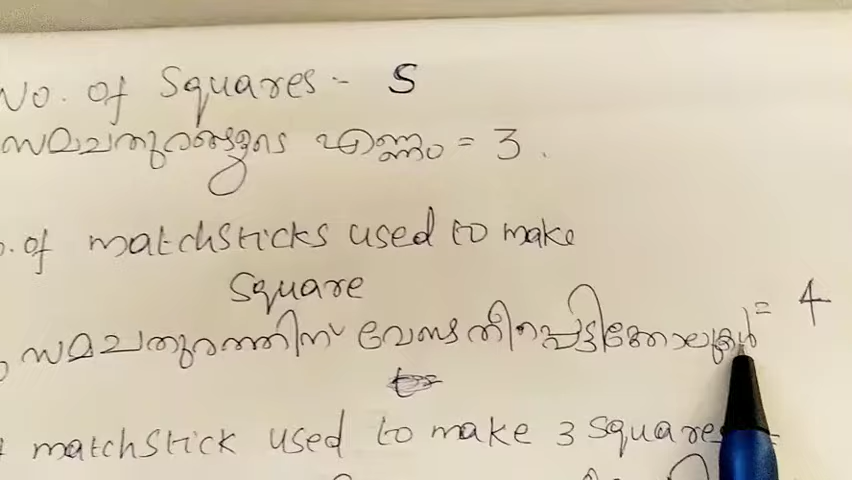 No. of Squares - S
സമചതുരങ്ങളുടെ എണ്ണം = 3.
o. of matchsticks used to make
Square
സമചതുരത്തിന് വേണ്ട തീപ്പെട്ടിക്കോലുകൾ = 4
matchstick used to make 3 squares =